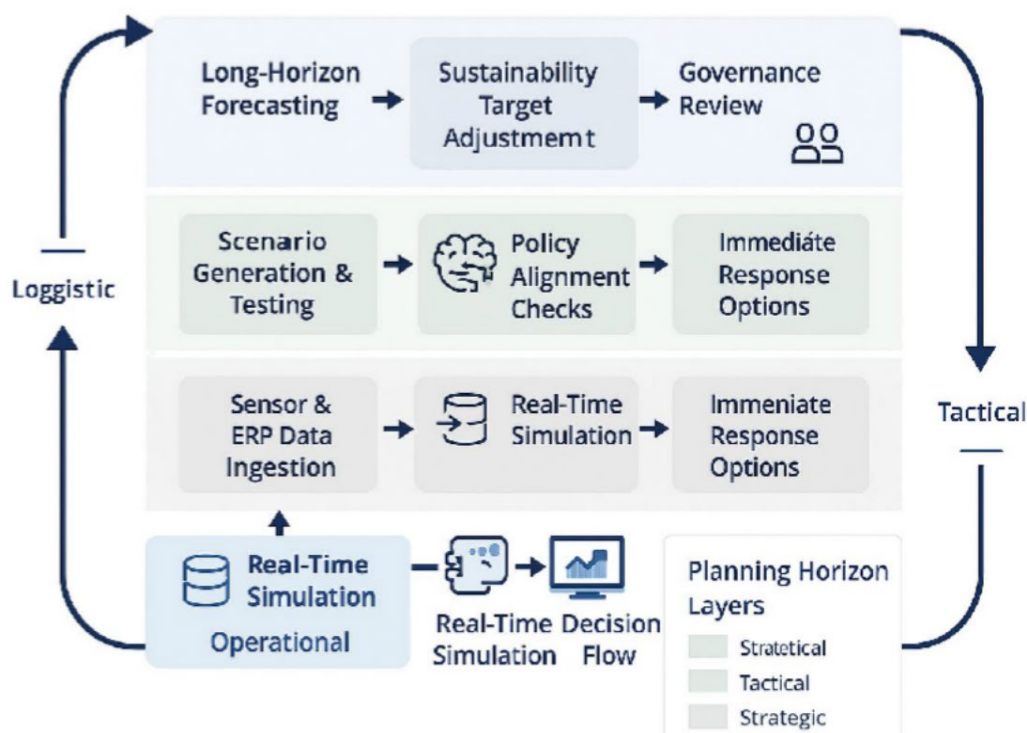 Long-Horizon
Forecasting
Sustainability
Target
Adjustmemt
Governance
Review
Scenario
Generation &
Testing
Policy
Alignment
Checks
Immediáte
Response
Options
Loggistic
Sensor &
ERP Data
Ingestion
Real-Time
Simulation
Immeniate
Response
Options
Tactical
Real-Time
Simulation
Operational
Real-Time
Simulation
Decision
Flow
Planning Horizon
Layers
Stratetical
Tactical
Strategic